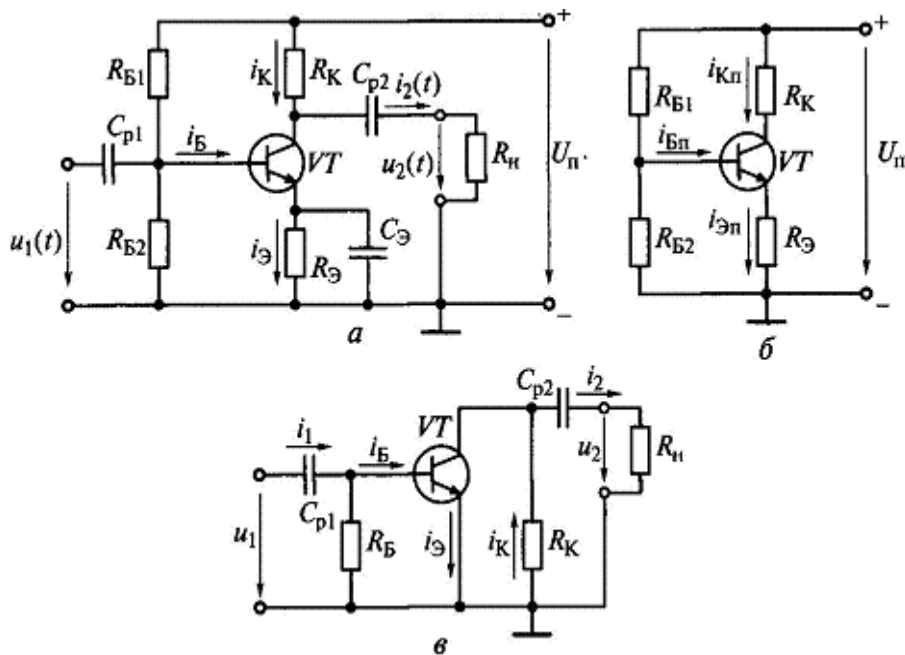 +
R_Б1
i_К
R_К
C_р2
i_2(t)
C_р1
i_Б
VT
u_2(t)
R_н
U_п.
u_1(t)
R_Б2
i_Э
R_Э
C_Э
−
а
+
R_Б1
i_Кп
R_К
i_Бп
VT
U_п
R_Б2
i_Эп
R_Э
−
б
C_р2
i_2
VT
i_1
i_Б
u_2
R_н
C_р1
u_1
R_Б
i_Э
i_К
R_К
в